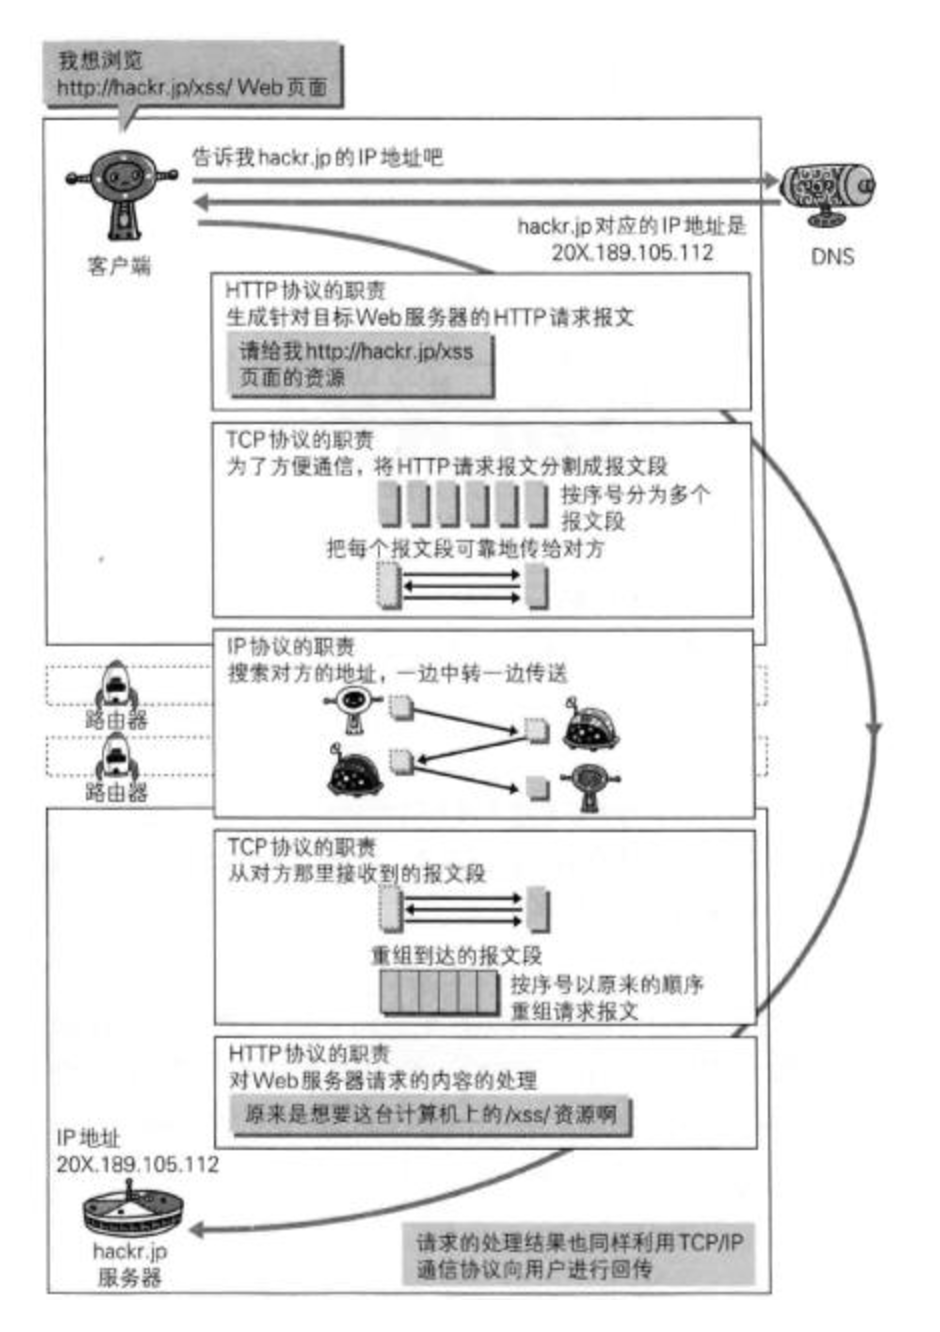 我想浏览
http://hackr.jp/xss/ Web页面
告诉我hackr.jp的IP地址吧
hackr.jp对应的IP地址是
20X.189.105.112
客户端
DNS
HTTP协议的职责
生成针对目标Web服务器的HTTP请求报文
请给我http://hackr.jp/xss
页面的资源
TCP协议的职责
为了方便通信，将HTTP请求报文分割成报文段
按序号分为多个
报文段
把每个报文段可靠地传给对方
IP协议的职责
搜索对方的地址，一边中转一边传送
路由器
路由器
TCP协议的职责
从对方那里接收到的报文段
重组到达的报文段
按序号以原来的顺序
重组请求报文
HTTP协议的职责
对Web服务器请求的内容的处理
原来是想要这台计算机上的/xss/资源啊
IP地址
20X.189.105.112
hackr.jp
服务器
请求的处理结果也同样利用TCP/IP
通信协议向用户进行回传